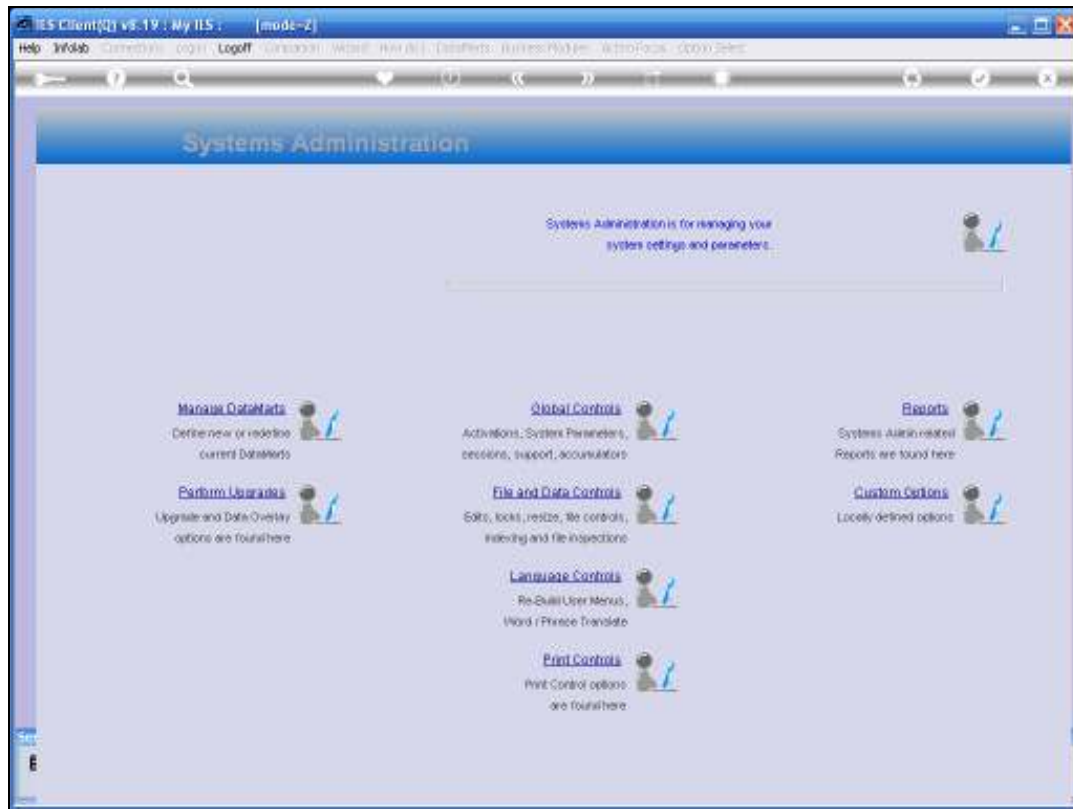 IES Client(Q) v8.19 : My IES : [mode-Z]
Help Infolab Logoff
Systems Administration
Systems Administration is for managing your
system settings and parameters.
Manage DataMarts
Define new or redefine
current DataMarts
Perform Upgrades
Upgrade and Data Overlay
options are found here
Global Controls
Activations, System Parameters,
sessions, support, accumulators
File and Data Controls
Edits, locks, resize, file controls,
indexing and file inspections
Language Controls
Re-Build User Menus,
Word / Phrase Translate
Print Controls
Print Control options
are found here
Reports
Systems Admin related
Reports are found here
Custom Options
Locally defined options